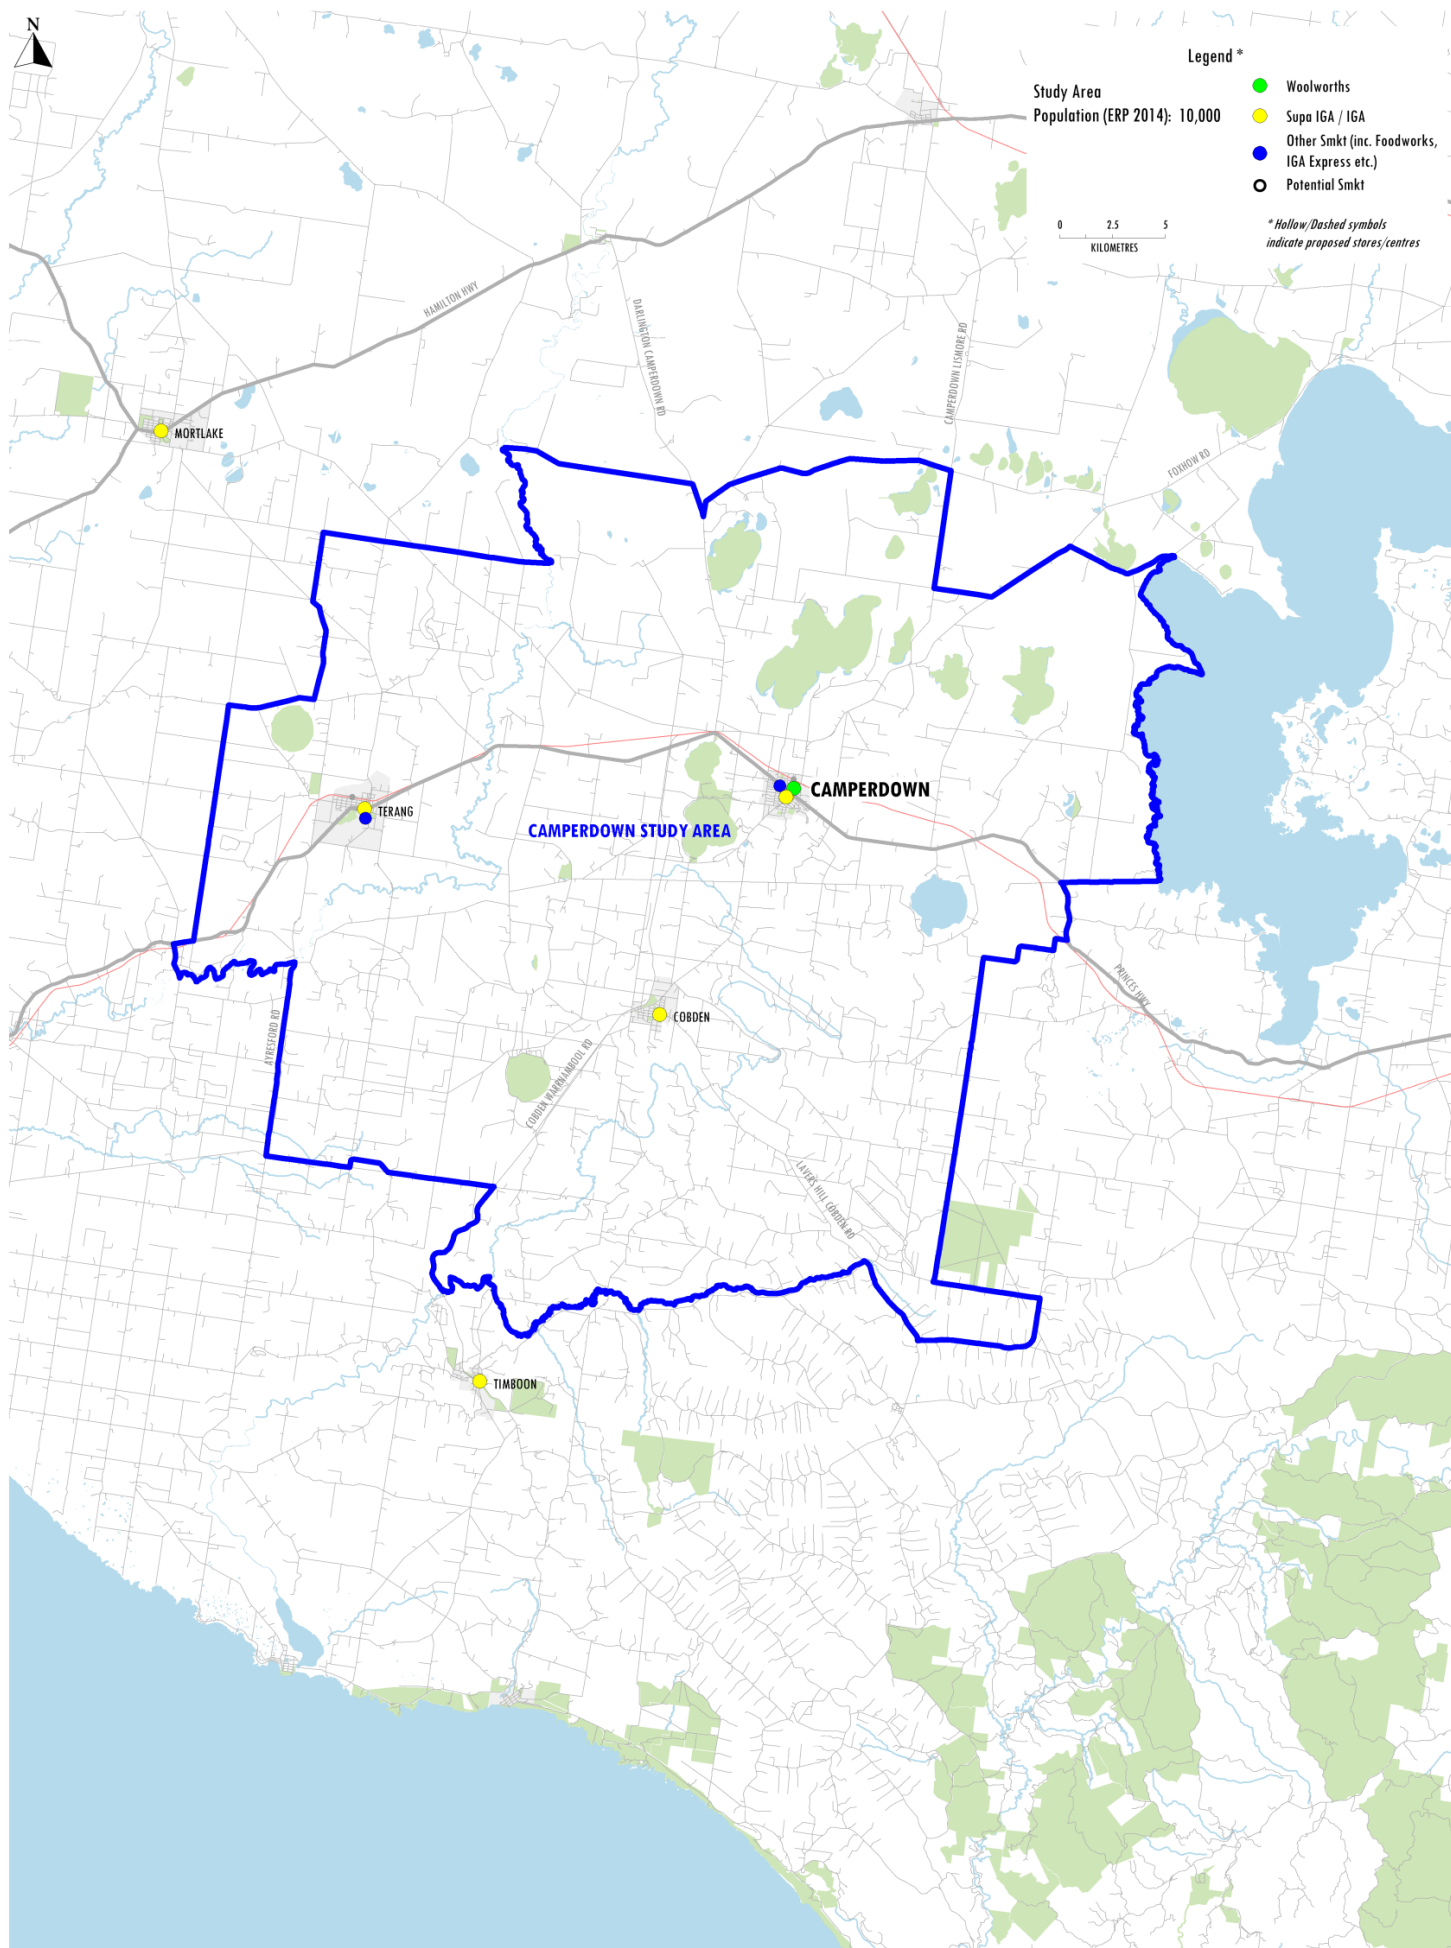 N
Legend *
Study Area
Population (ERP 2014): 10,000
Woolworths
Supa IGA / IGA
Other Smkt (inc. Foodworks,
IGA Express etc.)
Potential Smkt
0 2.5 5
KILOMETRES
* Hollow/Dashed symbols
indicate proposed stores/centres
HAMILTON HWY
DARLINGTON CAMPERDOWN RD
CAMPERDOWN LISMORE RD
MORTLAKE
FOXHOW RD
CAMPERDOWN
TERANG
CAMPERDOWN STUDY AREA
PRINCES HWY
COBDEN
AYRESFORD RD
COBDEN WARRNAMBOOL RD
LAVERS HILL COBDEN RD
TIMBOON